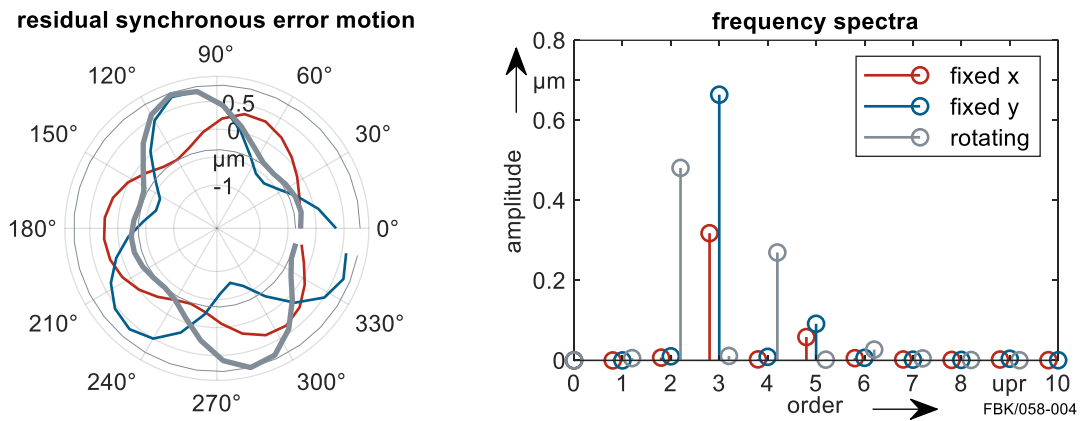 residual synchronous error motion
90°
120°
60°
0.5
150°
0
30°
µm
-1
180°
0°
210°
330°
240°
300°
270°
frequency spectra
0.8
µm
0.6
0.4
0.2
0
amplitude
fixed x
fixed y
rotating
0 1 2 3 4 5 6 7 8 upr 10
order
FBK/058-004